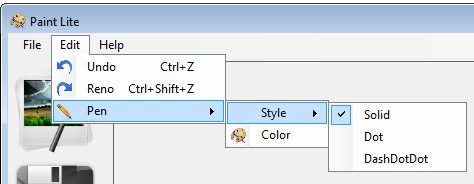 Paint Lite
File Edit Help
Undo Ctrl+Z
Reno Ctrl+Shift+Z
Pen
Style
Color
Solid
Dot
DashDotDot